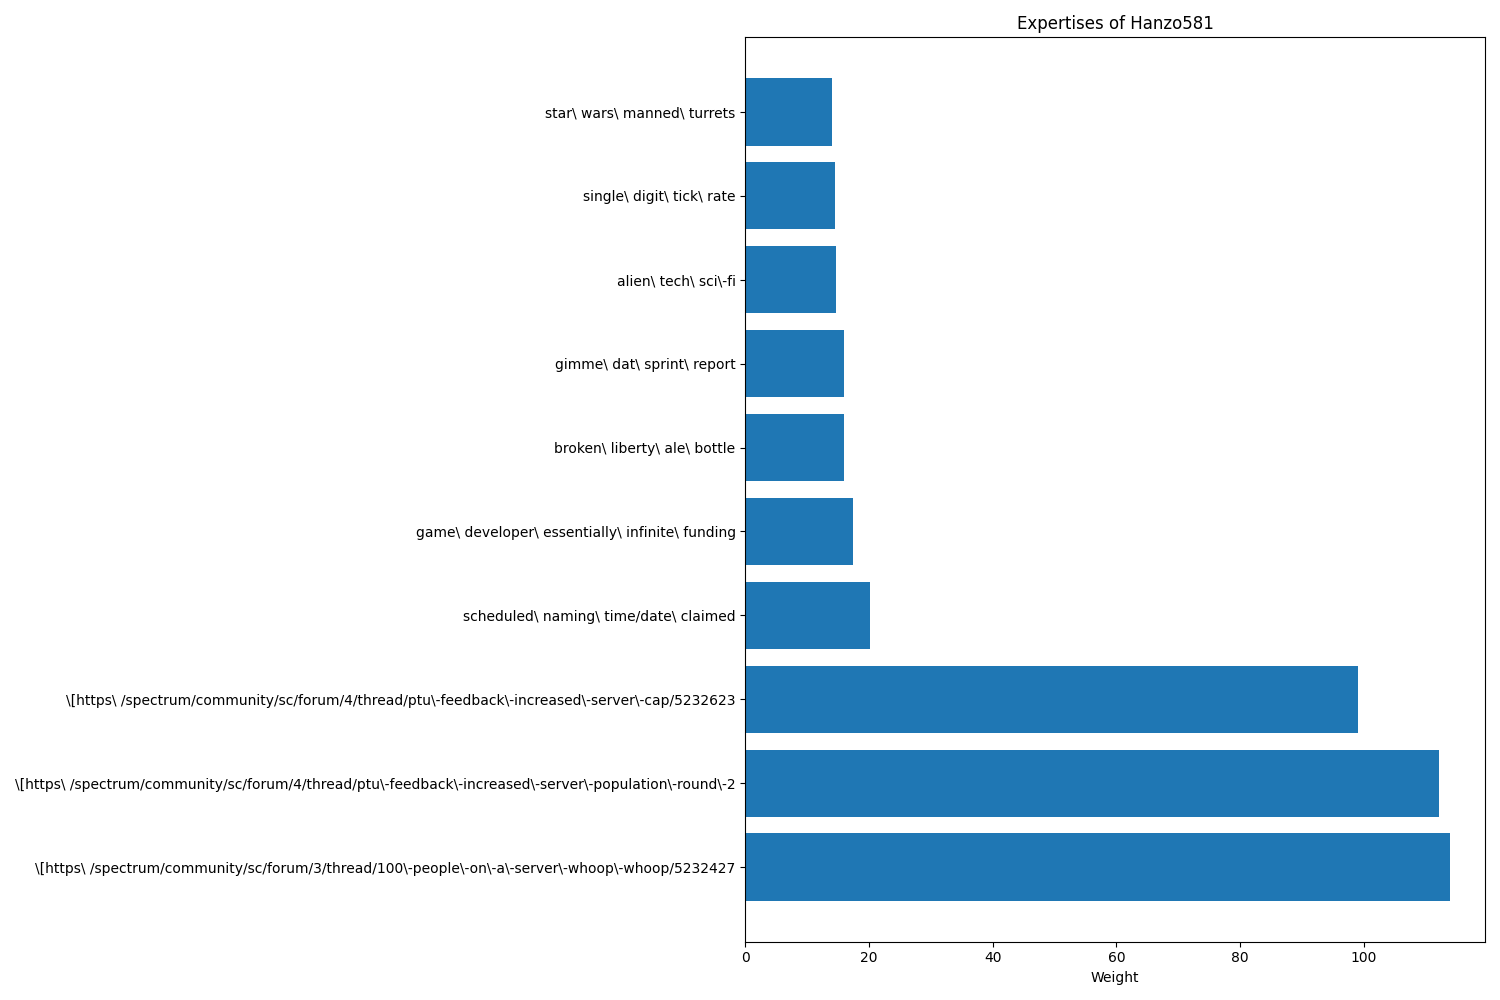 Expertises of Hanzo581
star\ wars\ manned\ turrets
single\ digit\ tick\ rate
alien\ tech\ sci\-fi
gimme\ dat\ sprint\ report
broken\ liberty\ ale\ bottle
game\ developer\ essentially\ infinite\ funding
scheduled\ naming\ time/date\ claimed
\[https\ /spectrum/community/sc/forum/4/thread/ptu\-feedback\-increased\-server\-cap/5232623
\[https\ /spectrum/community/sc/forum/4/thread/ptu\-feedback\-increased\-server\-population\-round\-2
\[https\ /spectrum/community/sc/forum/3/thread/100\-people\-on\-a\-server\-whoop\-whoop/5232427
0 20 40 60 80 100
Weight